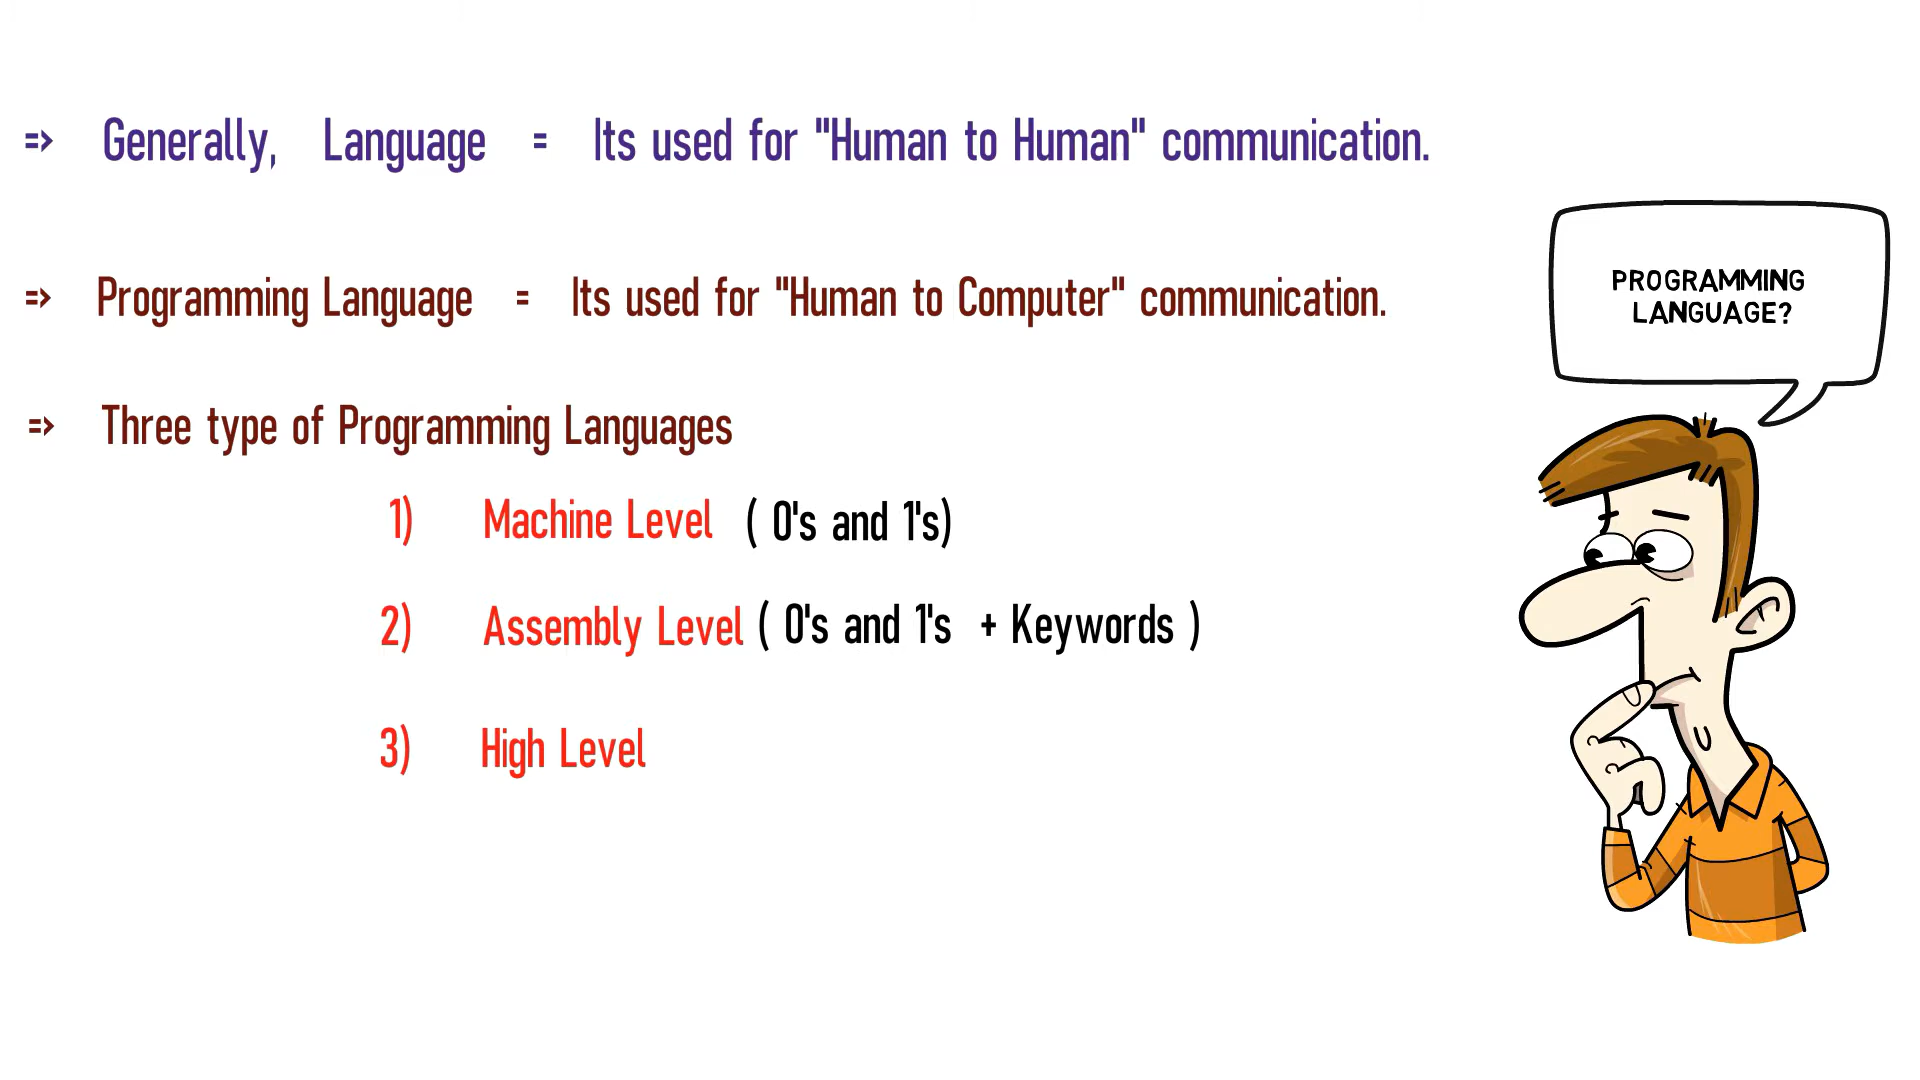 => Generally, Language = Its used for "Human to Human" communication.
=> Programming Language = Its used for "Human to Computer" communication.
PROGRAMMING
LANGUAGE?
=> Three type of Programming Languages
1) Machine Level ( 0's and 1's)
2) Assembly Level ( 0's and 1's + Keywords )
3) High Level